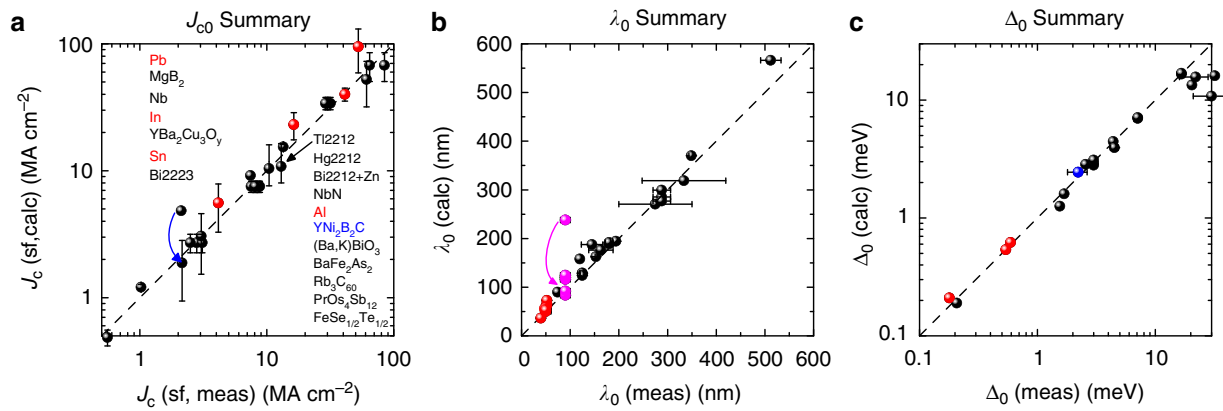 a
J_c0 Summary
J_c (sf,calc) (MA cm⁻²)
100
10
1
Pb
MgB₂
Nb
In
YBa₂Cu₃O_y
Sn
Bi2223
Tl2212
Hg2212
Bi2212+Zn
NbN
Al
YNi₂B₂C
(Ba,K)BiO₃
BaFe₂As₂
Rb₃C₆₀
PrOs₄Sb₁₂
FeSe₁/₂Te₁/₂
1 10 100
J_c (sf, meas) (MA cm⁻²)
b
λ₀ Summary
λ₀ (calc) (nm)
600
500
400
300
200
100
0
0 100 200 300 400 500 600
λ₀ (meas) (nm)
c
Δ₀ Summary
Δ₀ (calc) (meV)
10
1
0.1
0.1 1 10
Δ₀ (meas) (meV)